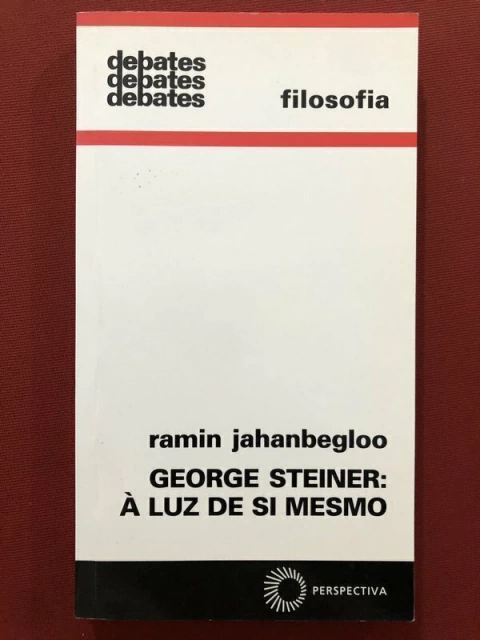 debates
debates
debates
filosofia
ramin jahanbegloo
GEORGE STEINER:
À LUZ DE SI MESMO
PERSPECTIVA